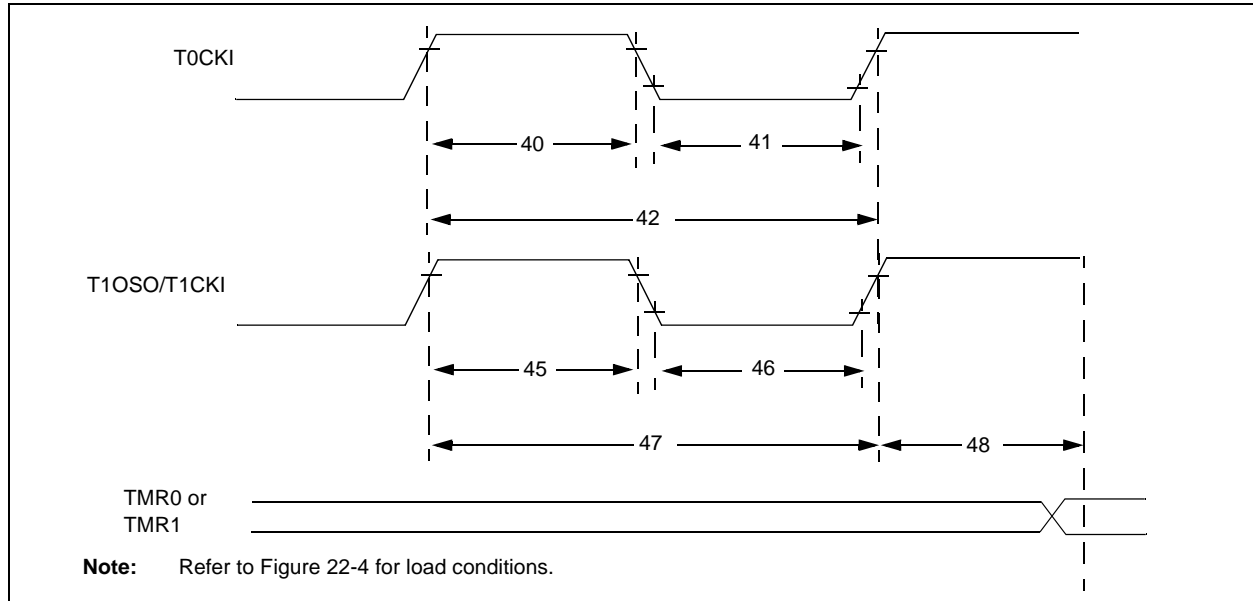 T0CKI
40
41
42
T1OSO/T1CKI
45
46
47
48
TMR0 or
TMR1
Note: Refer to Figure 22-4 for load conditions.